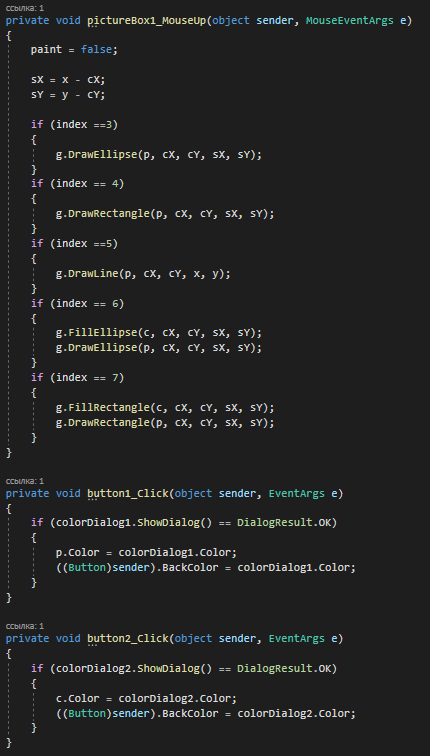 ссылка: 1
private void pictureBox1_MouseUp(object sender, MouseEventArgs e)
{
paint = false;
sX = x - cX;
sY = y - cY;
if (index ==3)
{
g.DrawEllipse(p, cX, cY, sX, sY);
}
if (index == 4)
{
g.DrawRectangle(p, cX, cY, sX, sY);
}
if (index ==5)
{
g.DrawLine(p, cX, cY, x, y);
}
if (index == 6)
{
g.FillEllipse(c, cX, cY, sX, sY);
g.DrawEllipse(p, cX, cY, sX, sY);
}
if (index == 7)
{
g.FillRectangle(c, cX, cY, sX, sY);
g.DrawRectangle(p, cX, cY, sX, sY);
}
}
ссылка: 1
private void button1_Click(object sender, EventArgs e)
{
if (colorDialog1.ShowDialog() == DialogResult.OK)
{
p.Color = colorDialog1.Color;
((Button)sender).BackColor = colorDialog1.Color;
}
}
ссылка: 1
private void button2_Click(object sender, EventArgs e)
{
if (colorDialog2.ShowDialog() == DialogResult.OK)
{
c.Color = colorDialog2.Color;
((Button)sender).BackColor = colorDialog2.Color;
}
}